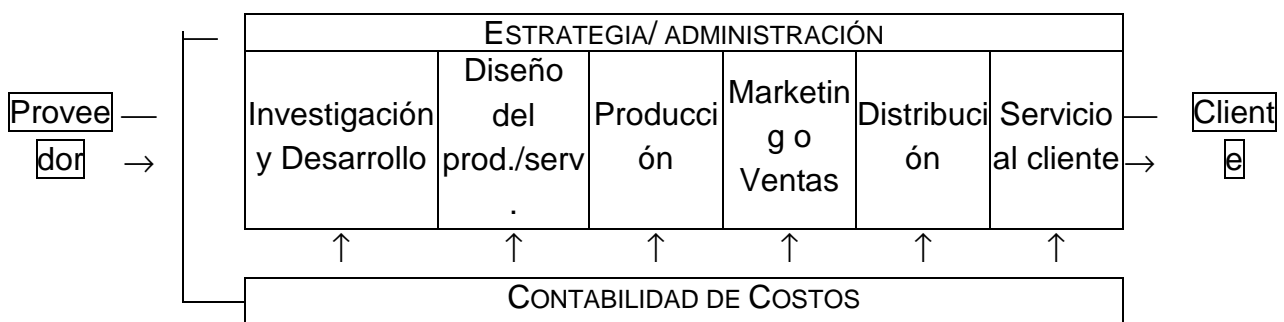 ESTRATEGIA/ ADMINISTRACIÓN
Provee
dor
→
Investigación
y Desarrollo
Diseño
del
prod./serv
.
Producci
ón
Marketin
g o
Ventas
Distribuci
ón
Servicio
al cliente
→
Client
e
↑ ↑ ↑ ↑ ↑ ↑
CONTABILIDAD DE COSTOS